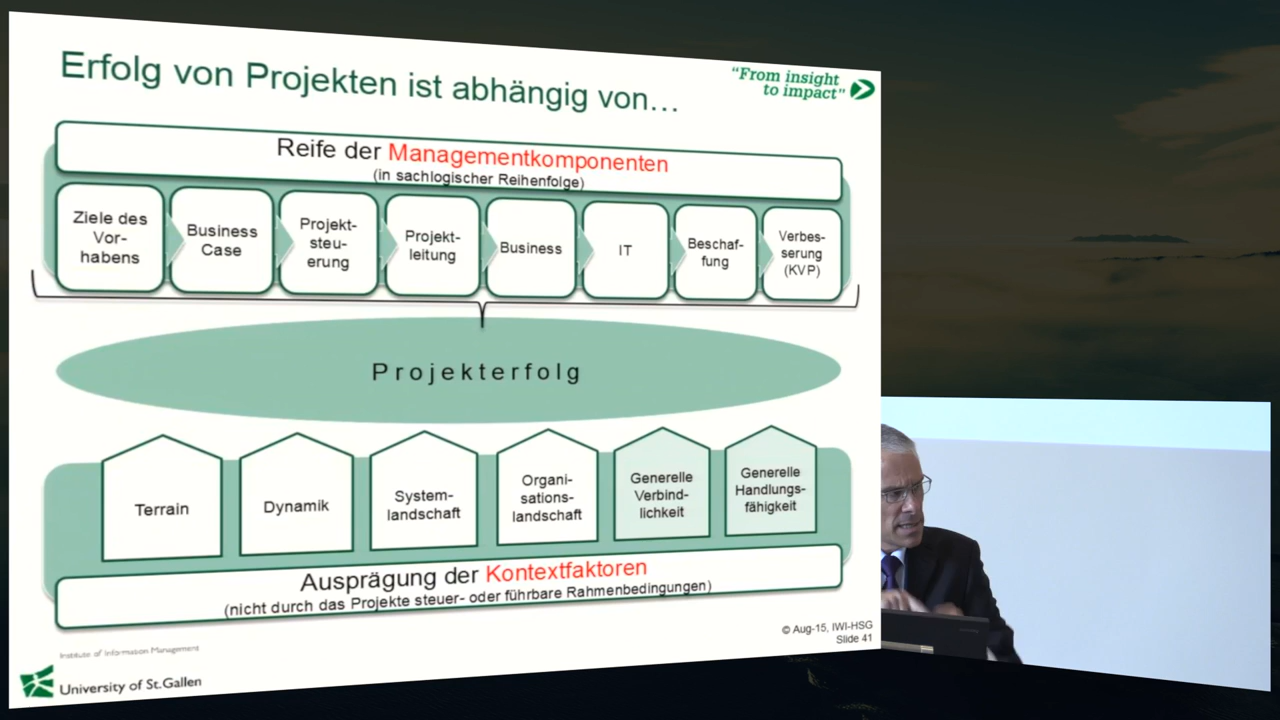 Erfolg von Projekten ist abhängig von…
“From insight
to impact”
Reife der Managementkomponenten
(in sachlogischer Reihenfolge)
Ziele des
Vor-
habens
Business
Case
Projekt-
steu-
erung
Projekt-
leitung
Business
IT
Beschaf-
fung
Verbes-
serung
(KVP)
Projekterfolg
Terrain
Dynamik
System-
landschaft
Organi-
sations-
landschaft
Generelle
Verbind-
lichkeit
Generelle
Handlungs-
fähigkeit
Ausprägung der Kontextfaktoren
(nicht durch das Projekte steuer- oder führbare Rahmenbedingungen)
© Aug-15, IWI-HSG
Slide 41
Institute of Information Management
University of St.Gallen